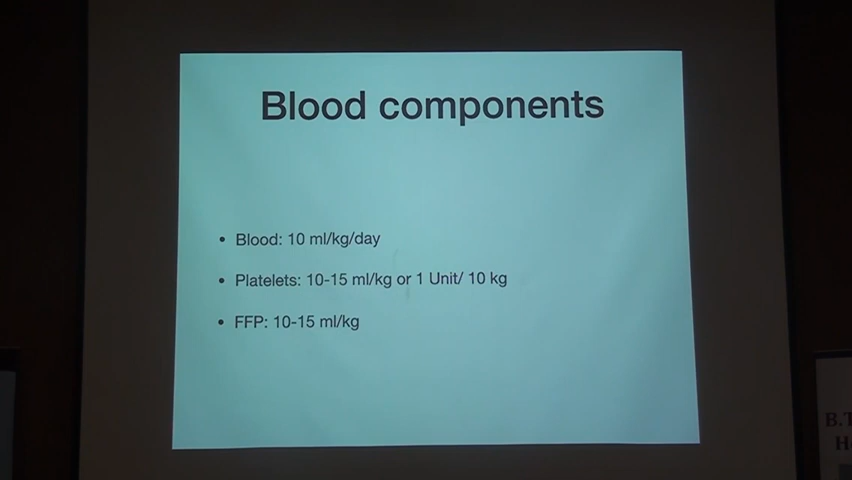 Blood components
• Blood: 10 ml/kg/day
• Platelets: 10-15 ml/kg or 1 Unit/ 10 kg
• FFP: 10-15 ml/kg